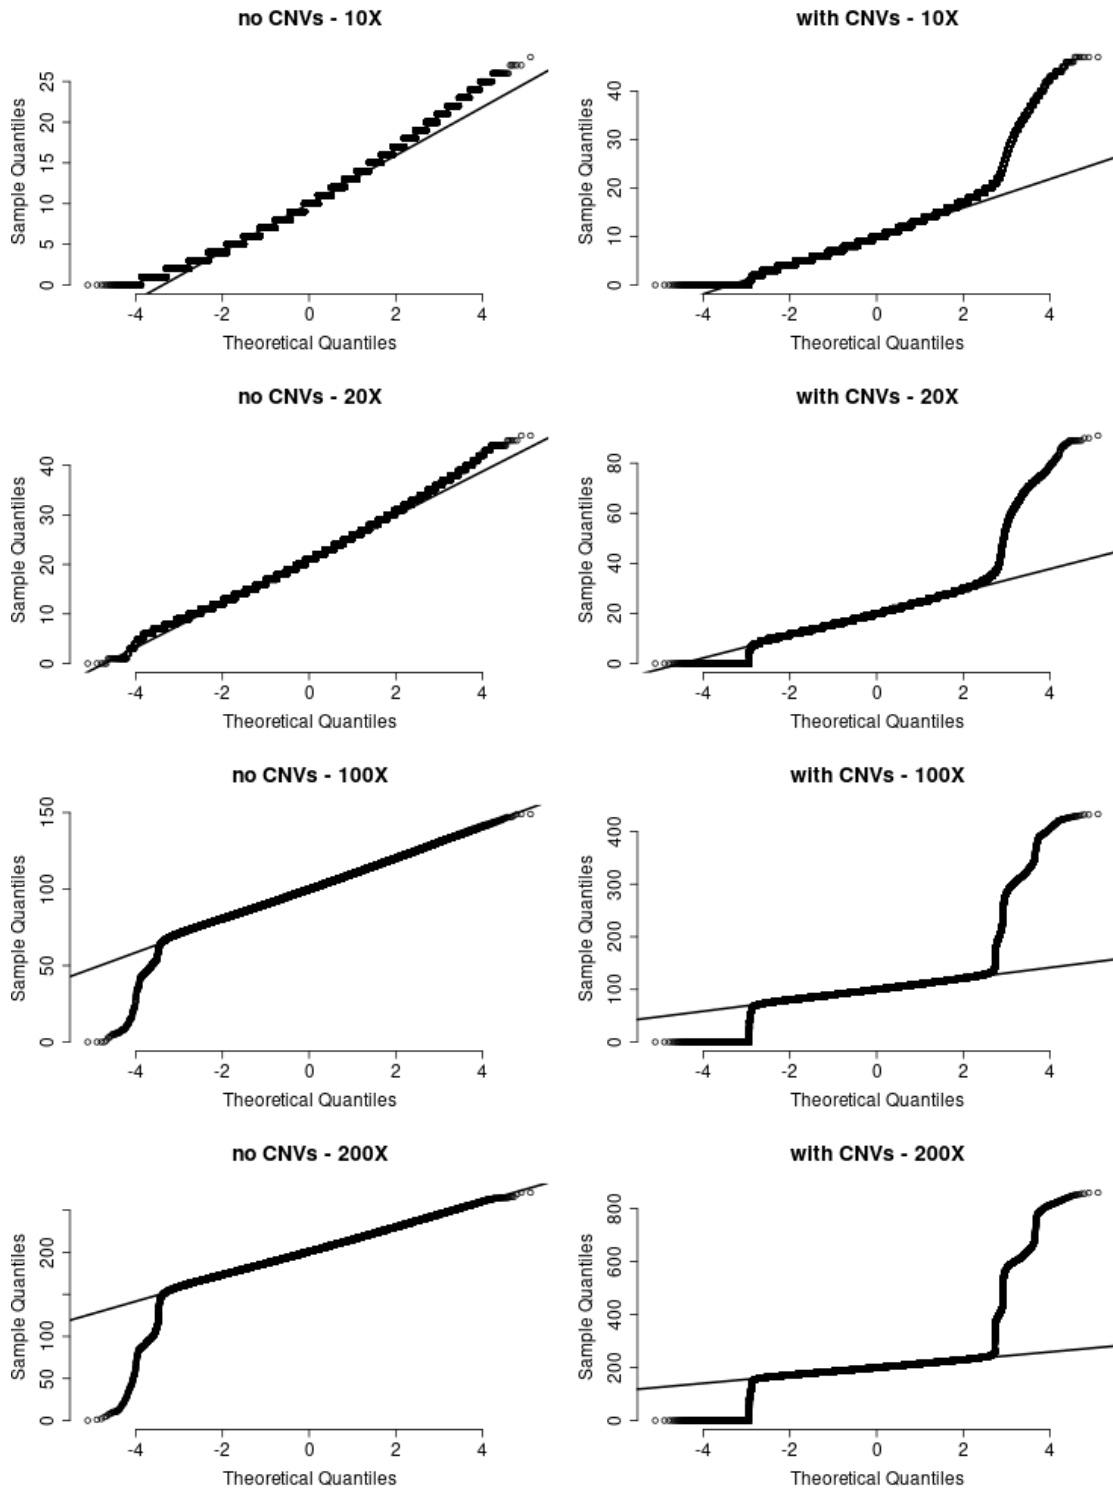 no CNVs - 10X
Sample Quantiles
0 5 10 15 20 25
-4 -2 0 2 4
Theoretical Quantiles
with CNVs - 10X
Sample Quantiles
0 10 20 30 40
-4 -2 0 2 4
Theoretical Quantiles
no CNVs - 20X
Sample Quantiles
0 10 20 30 40
-4 -2 0 2 4
Theoretical Quantiles
with CNVs - 20X
Sample Quantiles
0 20 40 60 80
-4 -2 0 2 4
Theoretical Quantiles
no CNVs - 100X
Sample Quantiles
0 50 100 150
-4 -2 0 2 4
Theoretical Quantiles
with CNVs - 100X
Sample Quantiles
0 100 200 300 400
-4 -2 0 2 4
Theoretical Quantiles
no CNVs - 200X
Sample Quantiles
0 50 100 200
-4 -2 0 2 4
Theoretical Quantiles
with CNVs - 200X
Sample Quantiles
0 200 400 600 800
-4 -2 0 2 4
Theoretical Quantiles